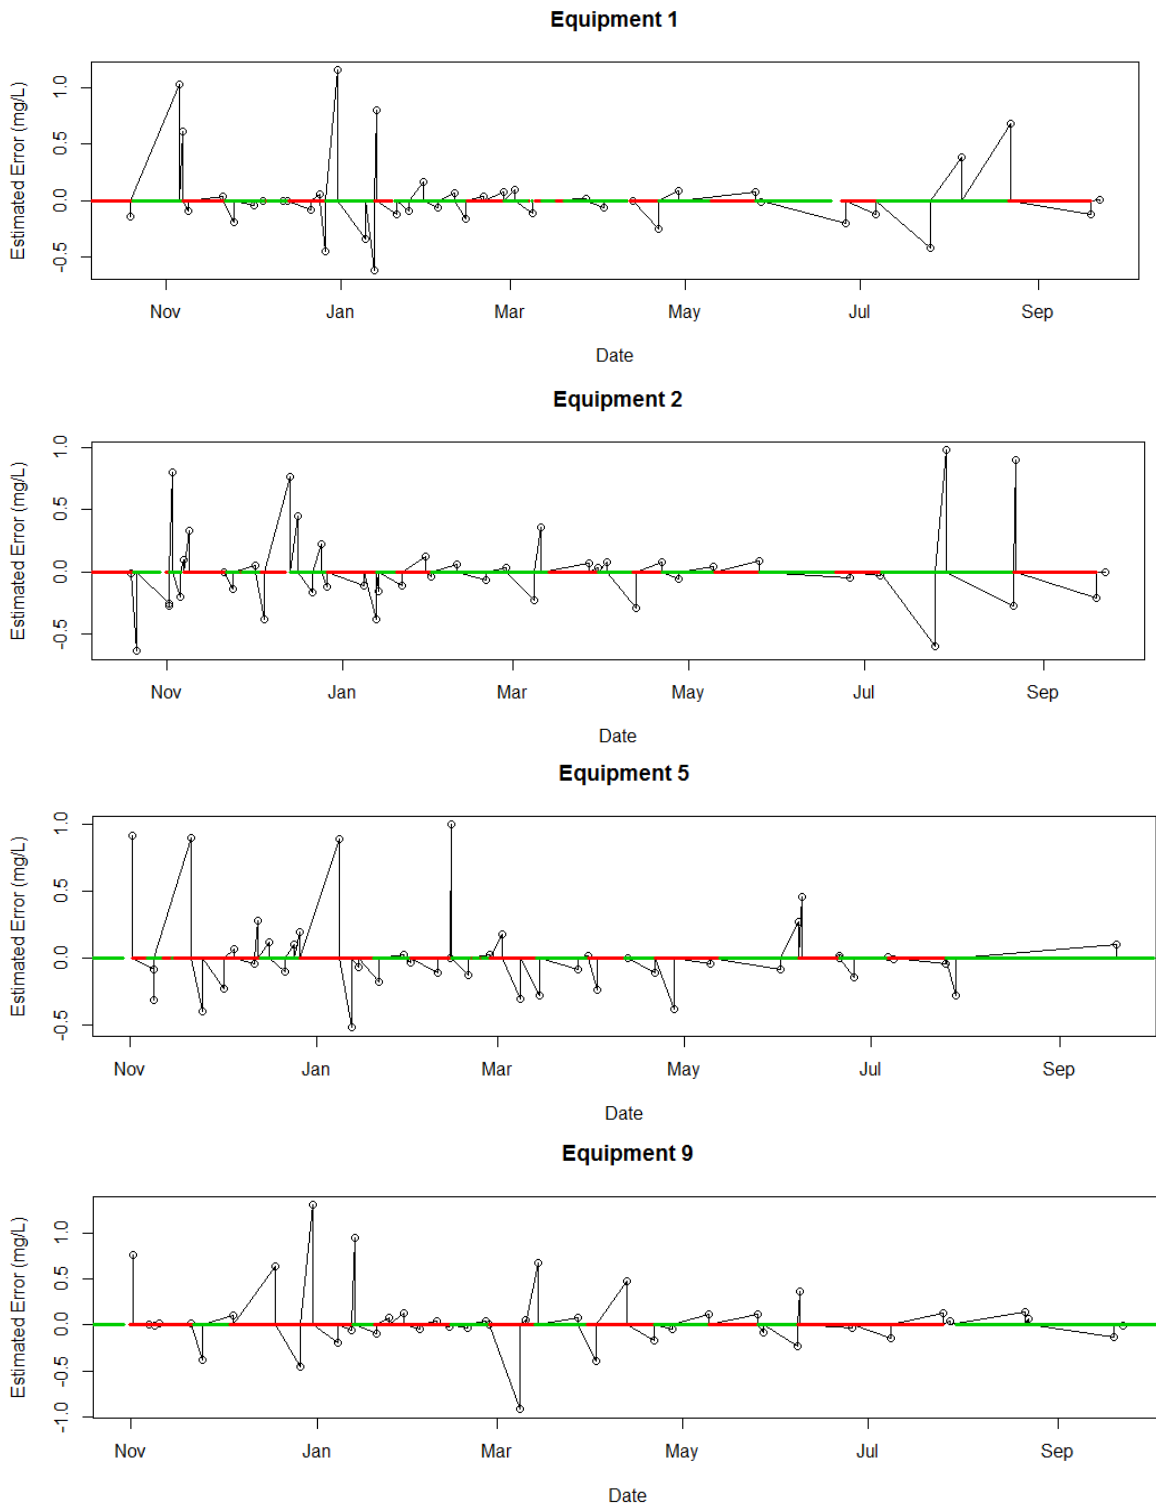 Equipment 1
Estimated Error (mg/L)
1.0
0.5
0.0
-0.5
Nov Jan Mar May Jul Sep
Date
Equipment 2
Estimated Error (mg/L)
1.0
0.5
0.0
-0.5
Nov Jan Mar May Jul Sep
Date
Equipment 5
Estimated Error (mg/L)
1.0
0.5
0.0
-0.5
Nov Jan Mar May Jul Sep
Date
Equipment 9
Estimated Error (mg/L)
1.0
0.5
0.0
-0.5
-1.0
Nov Jan Mar May Jul Sep
Date